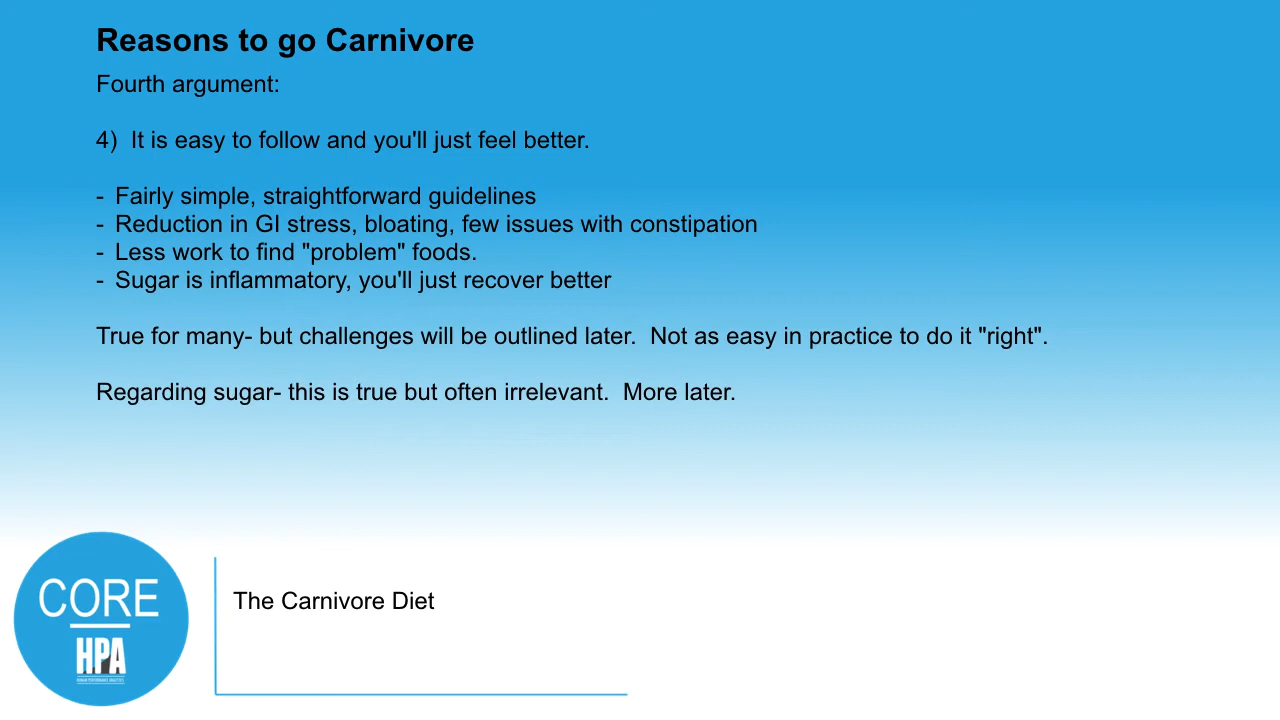 Reasons to go Carnivore
Fourth argument:
4)  It is easy to follow and you'll just feel better.
-  Fairly simple, straightforward guidelines
-  Reduction in GI stress, bloating, few issues with constipation
-  Less work to find "problem" foods.
-  Sugar is inflammatory, you'll just recover better
True for many- but challenges will be outlined later.  Not as easy in practice to do it "right".
Regarding sugar- this is true but often irrelevant.  More later.
CORE
HPA
HUMAN PERFORMANCE ANALYTICS
The Carnivore Diet